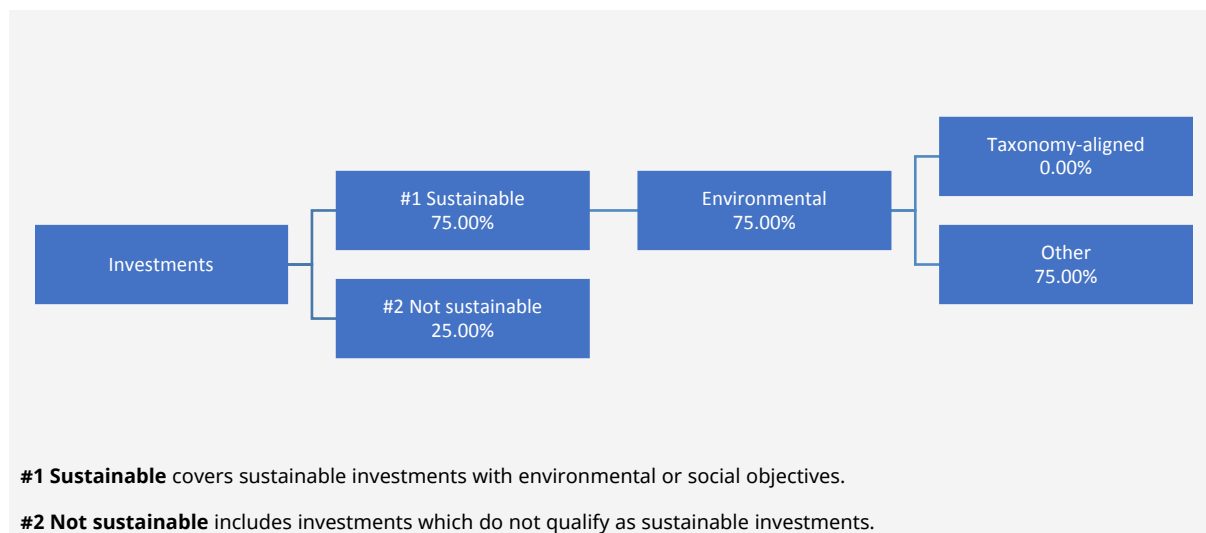 Taxonomy-aligned
0.00%
#1 Sustainable
75.00%
Environmental
75.00%
Investments
Other
75.00%
#2 Not sustainable
25.00%
#1 Sustainable covers sustainable investments with environmental or social objectives.
#2 Not sustainable includes investments which do not qualify as sustainable investments.